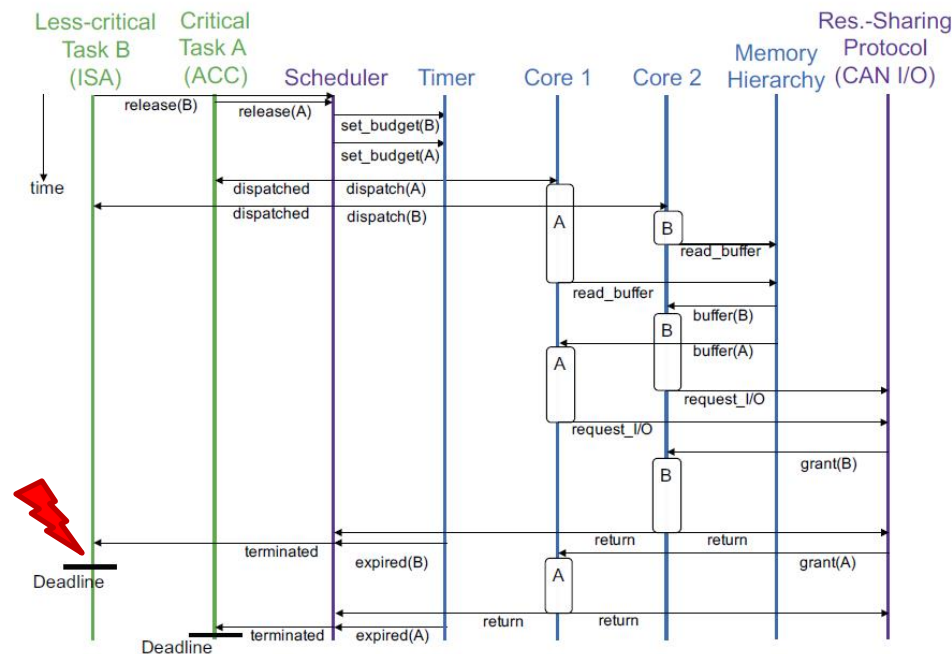 Less-critical
Task B
(ISA)
Critical
Task A
(ACC)
Scheduler
Timer
Core 1
Core 2
Memory
Hierarchy
Res.-Sharing
Protocol
(CAN I/O)
release(B)
release(A)
set_budget(B)
set_budget(A)
time
dispatched
dispatch(A)
dispatched
dispatch(B)
A
B
read_buffer
read_buffer
buffer(B)
B
buffer(A)
A
request_I/O
request_I/O
grant(B)
B
return
return
terminated
expired(B)
grant(A)
A
Deadline
return
return
terminated
expired(A)
Deadline